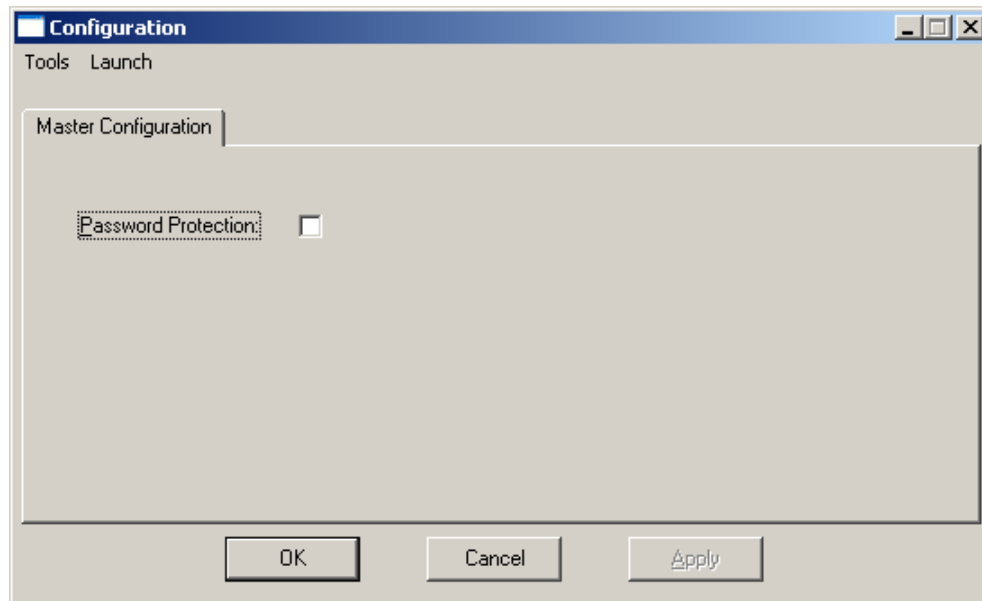 Configuration
Tools Launch
Master Configuration
Password Protection:
OK Cancel Apply